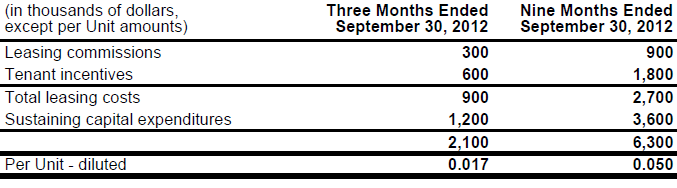 (in thousands of dollars, Three Months Ended Nine Months Ended
except per Unit amounts) September 30, 2012 September 30, 2012
Leasing commissions 300 900
Tenant incentives 600 1,800
Total leasing costs 900 2,700
Sustaining capital expenditures 1,200 3,600
2,100 6,300
Per Unit - diluted 0.017 0.050